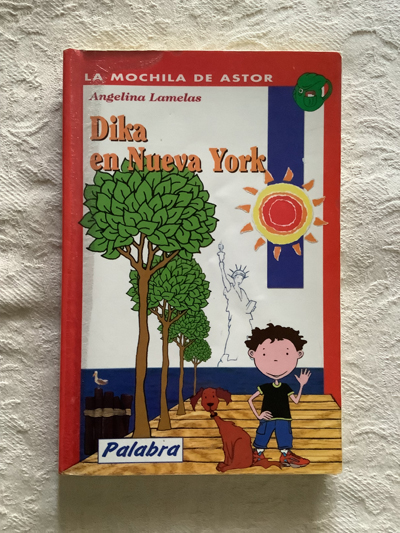 LA MOCHILA DE ASTOR
Angelina Lamelas
Dika
en Nueva York
Palabra